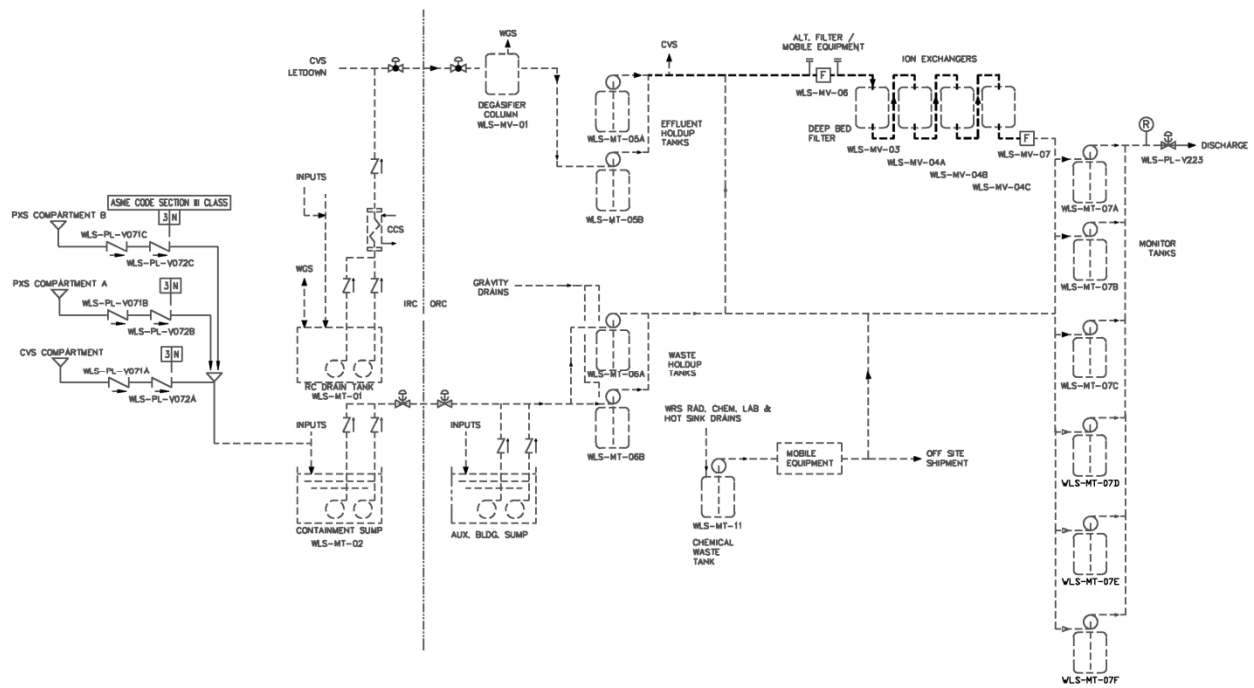 WGS
CVS
LETDOWN
DEGASIFIER
COLUMN
WLS-MV-01
CVS
ALT. FILTER /
MOBILE EQUIPMENT
F
WLS-MV-06
ION EXCHANGERS
DEEP BED
FILTER
WLS-MV-03
WLS-MV-04A
WLS-MV-04B
WLS-MV-04C
F
WLS-MV-07
WLS-MT-05A
EFFLUENT
HOLDUP
TANKS
WLS-MT-05B
R
DISCHARGE
WLS-PL-V223
WLS-MT-07A
MONITOR
TANKS
WLS-MT-07B
WLS-MT-07C
WLS-MT-07D
WLS-MT-07E
WLS-MT-07F
INPUTS
ASME CODE SECTION III CLASS
3 N
PXS COMPARTMENT B
WLS-PL-V071C
WLS-PL-V072C
CCS
WGS
PXS COMPARTMENT A
3 N
WLS-PL-V071B
WLS-PL-V072B
CVS COMPARTMENT
3 N
WLS-PL-V071A
WLS-PL-V072A
IRC
ORC
RC DRAIN TANK
WLS-MT-01
GRAVITY
DRAINS
WLS-MT-06A
WASTE
HOLDUP
TANKS
WLS-MT-06B
INPUTS
CONTAINMENT SUMP
WLS-MT-02
INPUTS
AUX. BLDG. SUMP
WRS RAD, CHEM, LAB &
HOT SINK DRAINS
MOBILE
EQUIPMENT
OFF SITE
SHIPMENT
WLS-MT-11
CHEMICAL
WASTE
TANK